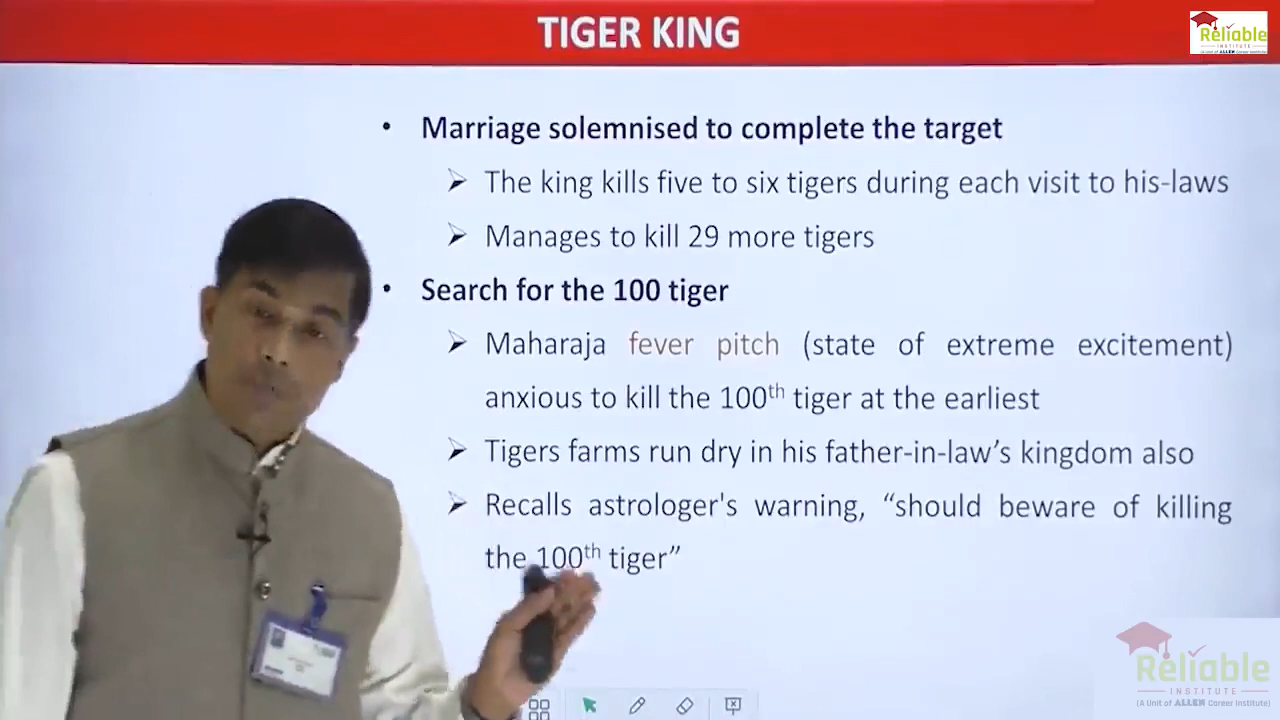 TIGER KING
Reliable
INSTITUTE
(A Unit of ALLEN Career Institute)
• Marriage solemnised to complete the target
➢ The king kills five to six tigers during each visit to his-laws
➢ Manages to kill 29 more tigers
• Search for the 100 tiger
➢ Maharaja fever pitch (state of extreme excitement)
anxious to kill the 100th tiger at the earliest
➢ Tigers farms run dry in his father-in-law's kingdom also
➢ Recalls astrologer's warning, “should beware of killing
the 100th tiger”
Reliable
INSTITUTE
(A Unit of ALLEN Career Institute)